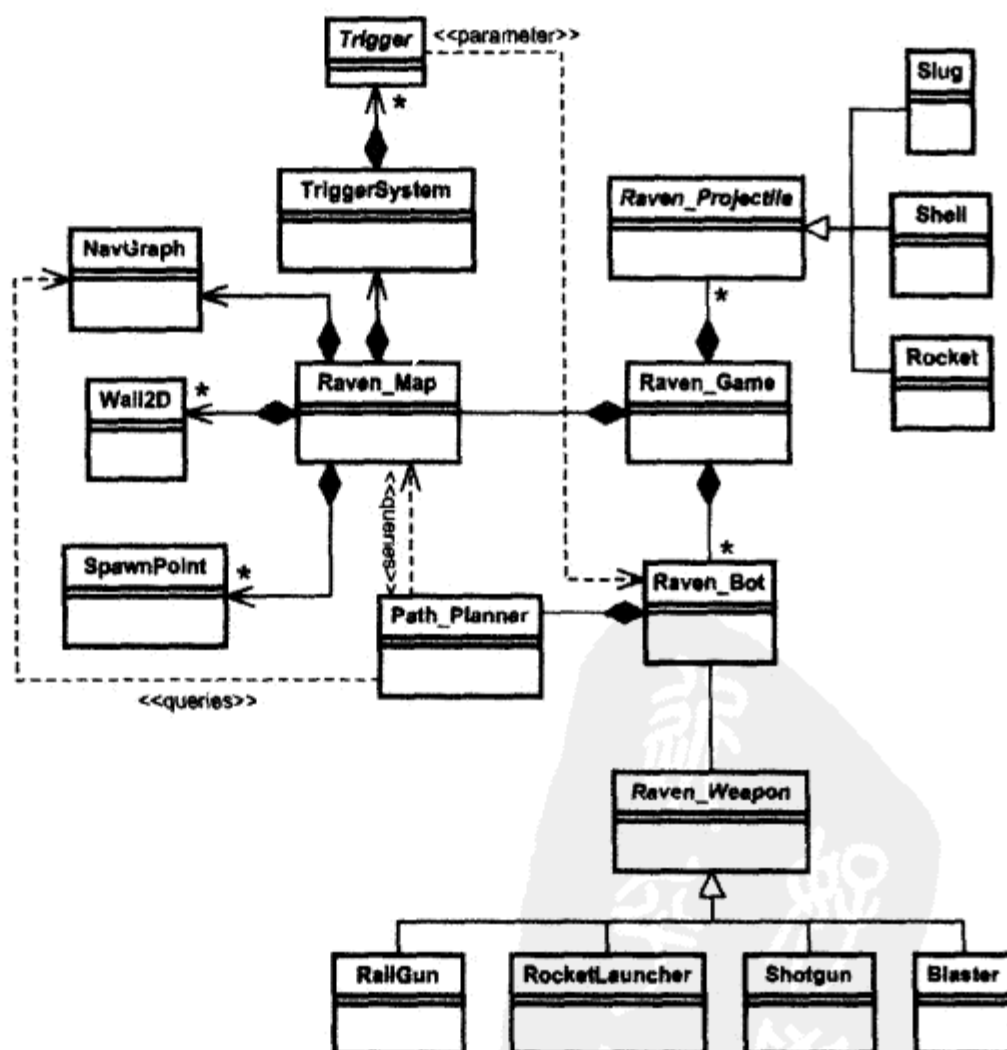 Trigger
<<parameter>>
Slug
*
TriggerSystem
Raven_Projectile
Shell
NavGraph
*
Rocket
Raven_Map
Raven_Game
Wall2D
*
<<queries>>
*
SpawnPoint
*
Raven_Bot
Path_Planner
<<queries>>
Raven_Weapon
RailGun
RocketLauncher
Shotgun
Blaster